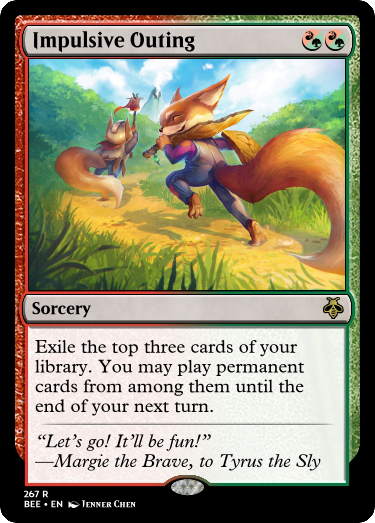 Impulsive Outing
Sorcery
Exile the top three cards of your
library. You may play permanent
cards from among them until the
end of your next turn.
“Let’s go! It’ll be fun!”
—Margie the Brave, to Tyrus the Sly
267 R
BEE • EN Jenner Chen